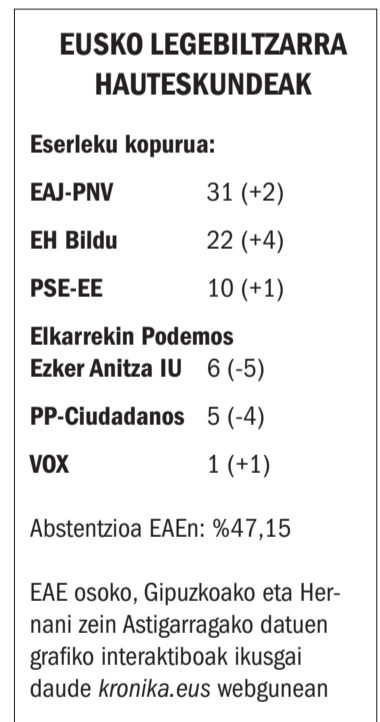 EUSKO LEGEBILTZARRA
HAUTESKUNDEAK
Eserleku kopurua:
EAJ-PNV 31 (+2)
EH Bildu 22 (+4)
PSE-EE 10 (+1)
Elkarrekin Podemos
Ezker Anitza IU 6 (-5)
PP-Ciudadanos 5 (-4)
VOX 1 (+1)
Abstentzioa EAEn: %47,15
EAE osoko, Gipuzkoako eta Her-
nani zein Astigarragako datuen
grafiko interaktiboak ikusgai
daude kronika.eus webgunean